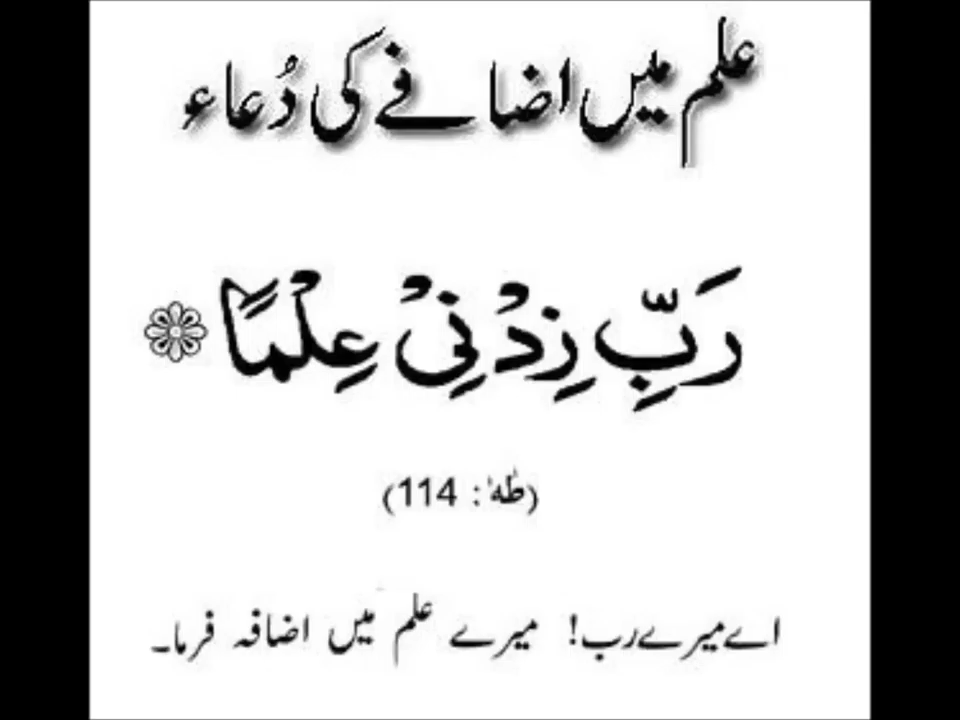 علم میں اضافے کی دُعاء
رَبِّ زِدْنِیْ عِلْمًا
(طٰهٰ : 114)
اے میرے رب! میرے علم میں اضافہ فرما۔